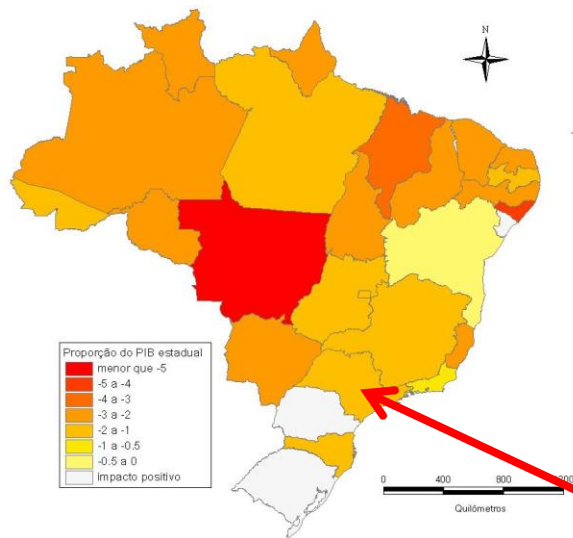 N
Proporção do PIB estadual
menor que -5
-5 a -4
-4 a -3
-3 a -2
-2 a -1
-1 a -0.5
-0.5 a 0
impacto positivo
0 400 800
Quilómetros